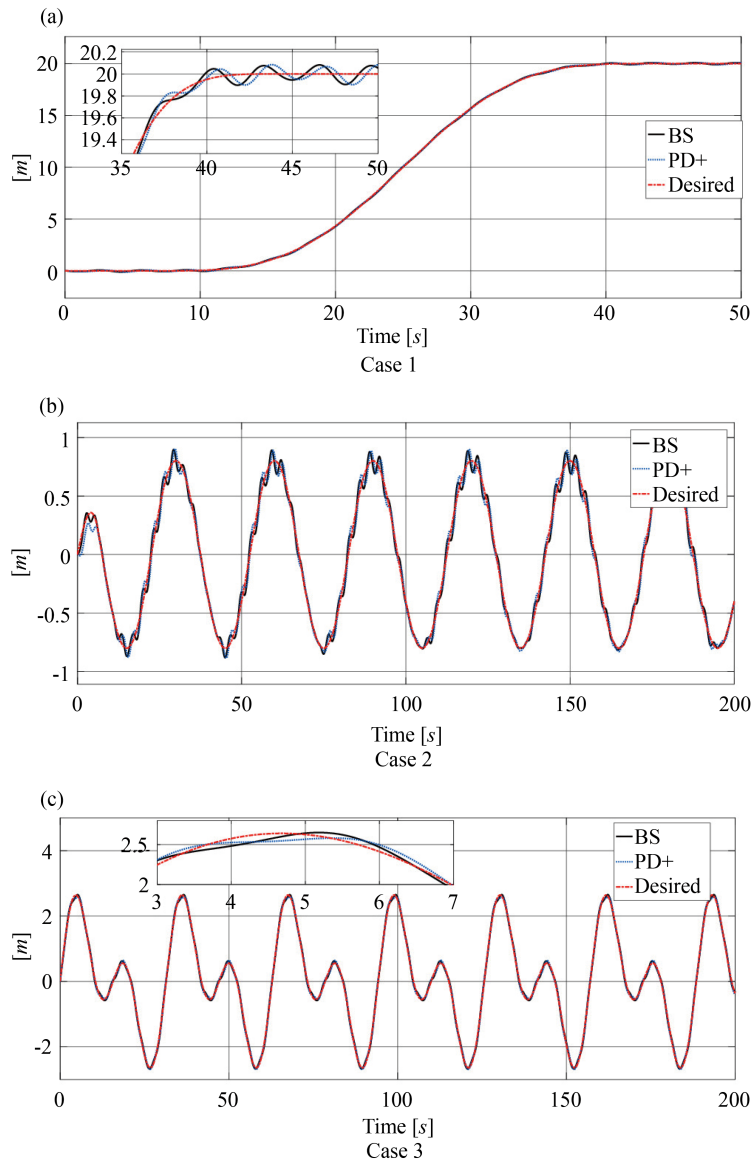 (a)
20.2
20
19.8
19.6
19.4
35 40 45 50
20
15
10
5
0
[m]
BS
PD+
Desired
0 10 20 30 40 50
Time [s]
Case 1
(b)
1
0.5
0
-0.5
-1
[m]
BS
PD+
Desired
0 50 100 150 200
Time [s]
Case 2
(c)
2.5
2
3 4 5 6 7
4
2
0
-2
[m]
BS
PD+
Desired
0 50 100 150 200
Time [s]
Case 3